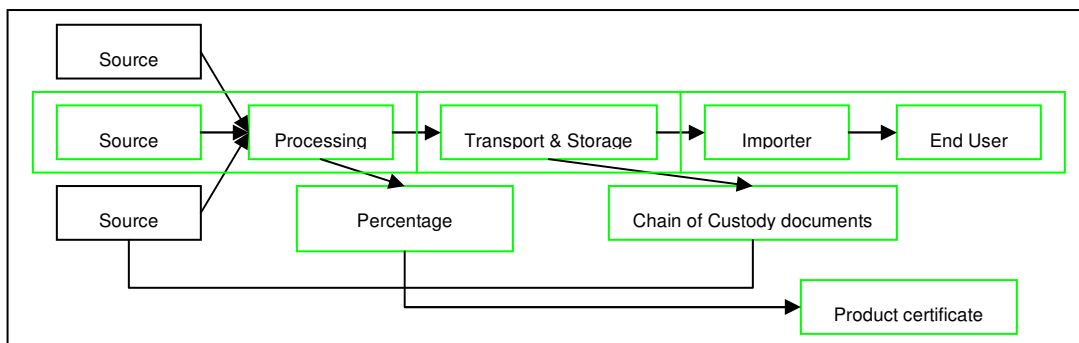 Source
Source
Processing
Transport & Storage
Importer
End User
Source
Percentage
Chain of Custody documents
Product certificate